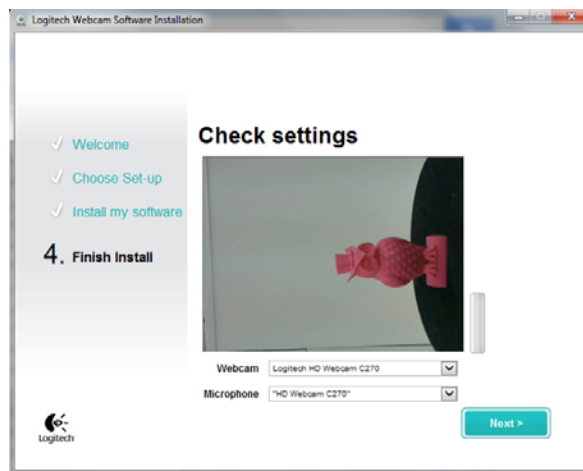 Logitech Webcam Software Installation
Welcome
Choose Set-up
Install my software
4. Finish Install
Check settings
Webcam Logitech HD Webcam C270
Microphone "HD Webcam C270"
Logitech
Next >